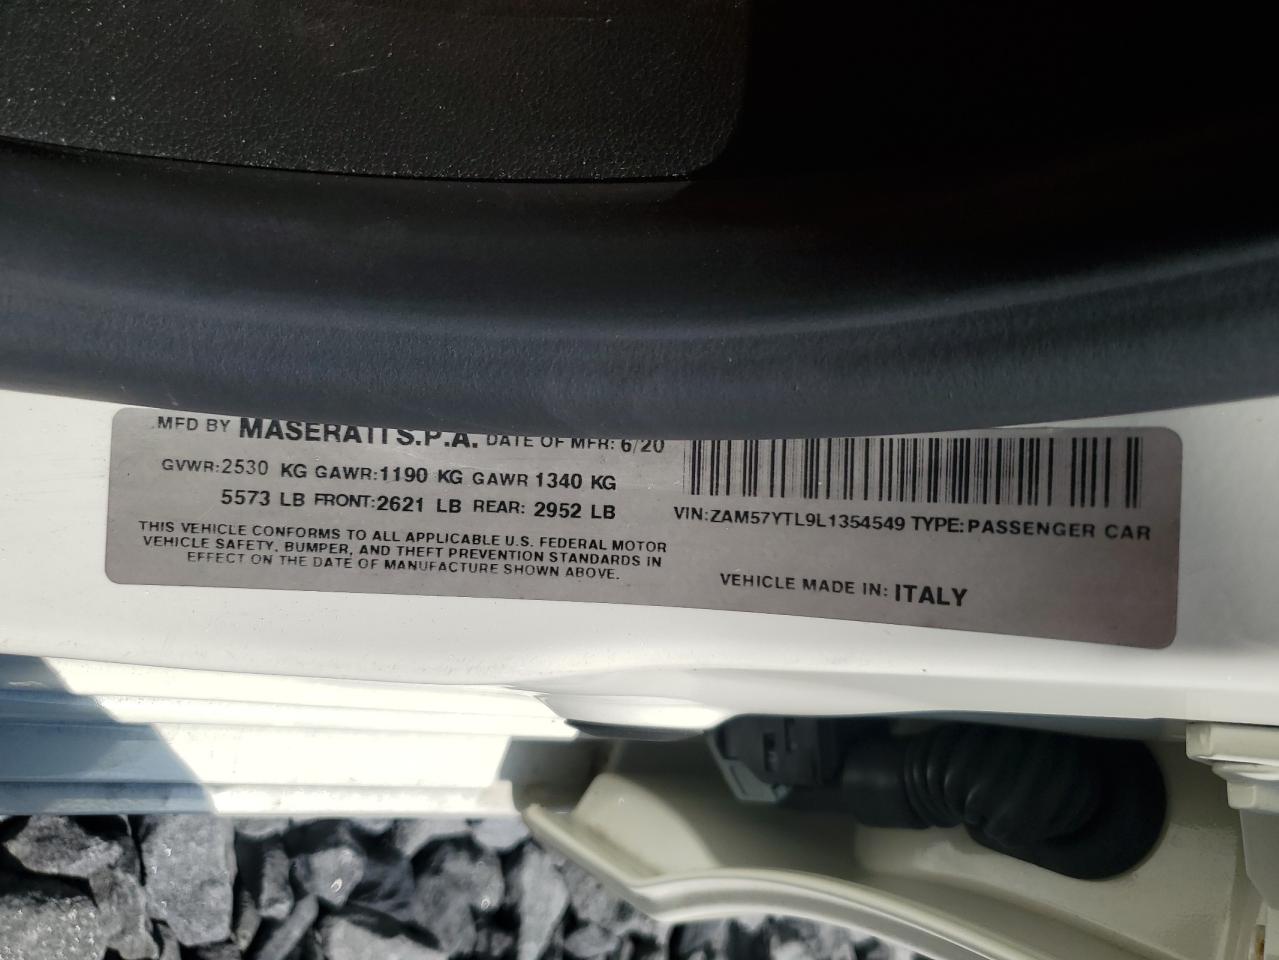 MFD BY MASERATI S.P.A. DATE OF MFR: 6/20
GVWR:2530 KG GAWR:1190 KG GAWR 1340 KG
5573 LB FRONT:2621 LB REAR: 2952 LB
THIS VEHICLE CONFORMS TO ALL APPLICABLE U.S. FEDERAL MOTOR
VEHICLE SAFETY, BUMPER, AND THEFT PREVENTION STANDARDS IN
EFFECT ON THE DATE OF MANUFACTURE SHOWN ABOVE.
VIN:ZAM57YTL9L1354549 TYPE:PASSENGER CAR
VEHICLE MADE IN: ITALY